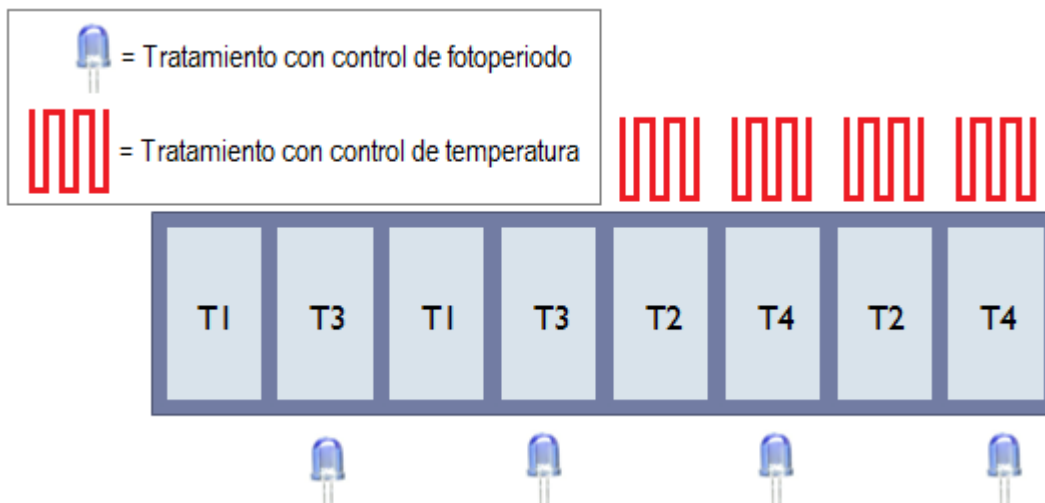 = Tratamiento con control de fotoperiodo
= Tratamiento con control de temperatura
T1 T3 T1 T3 T2 T4 T2 T4